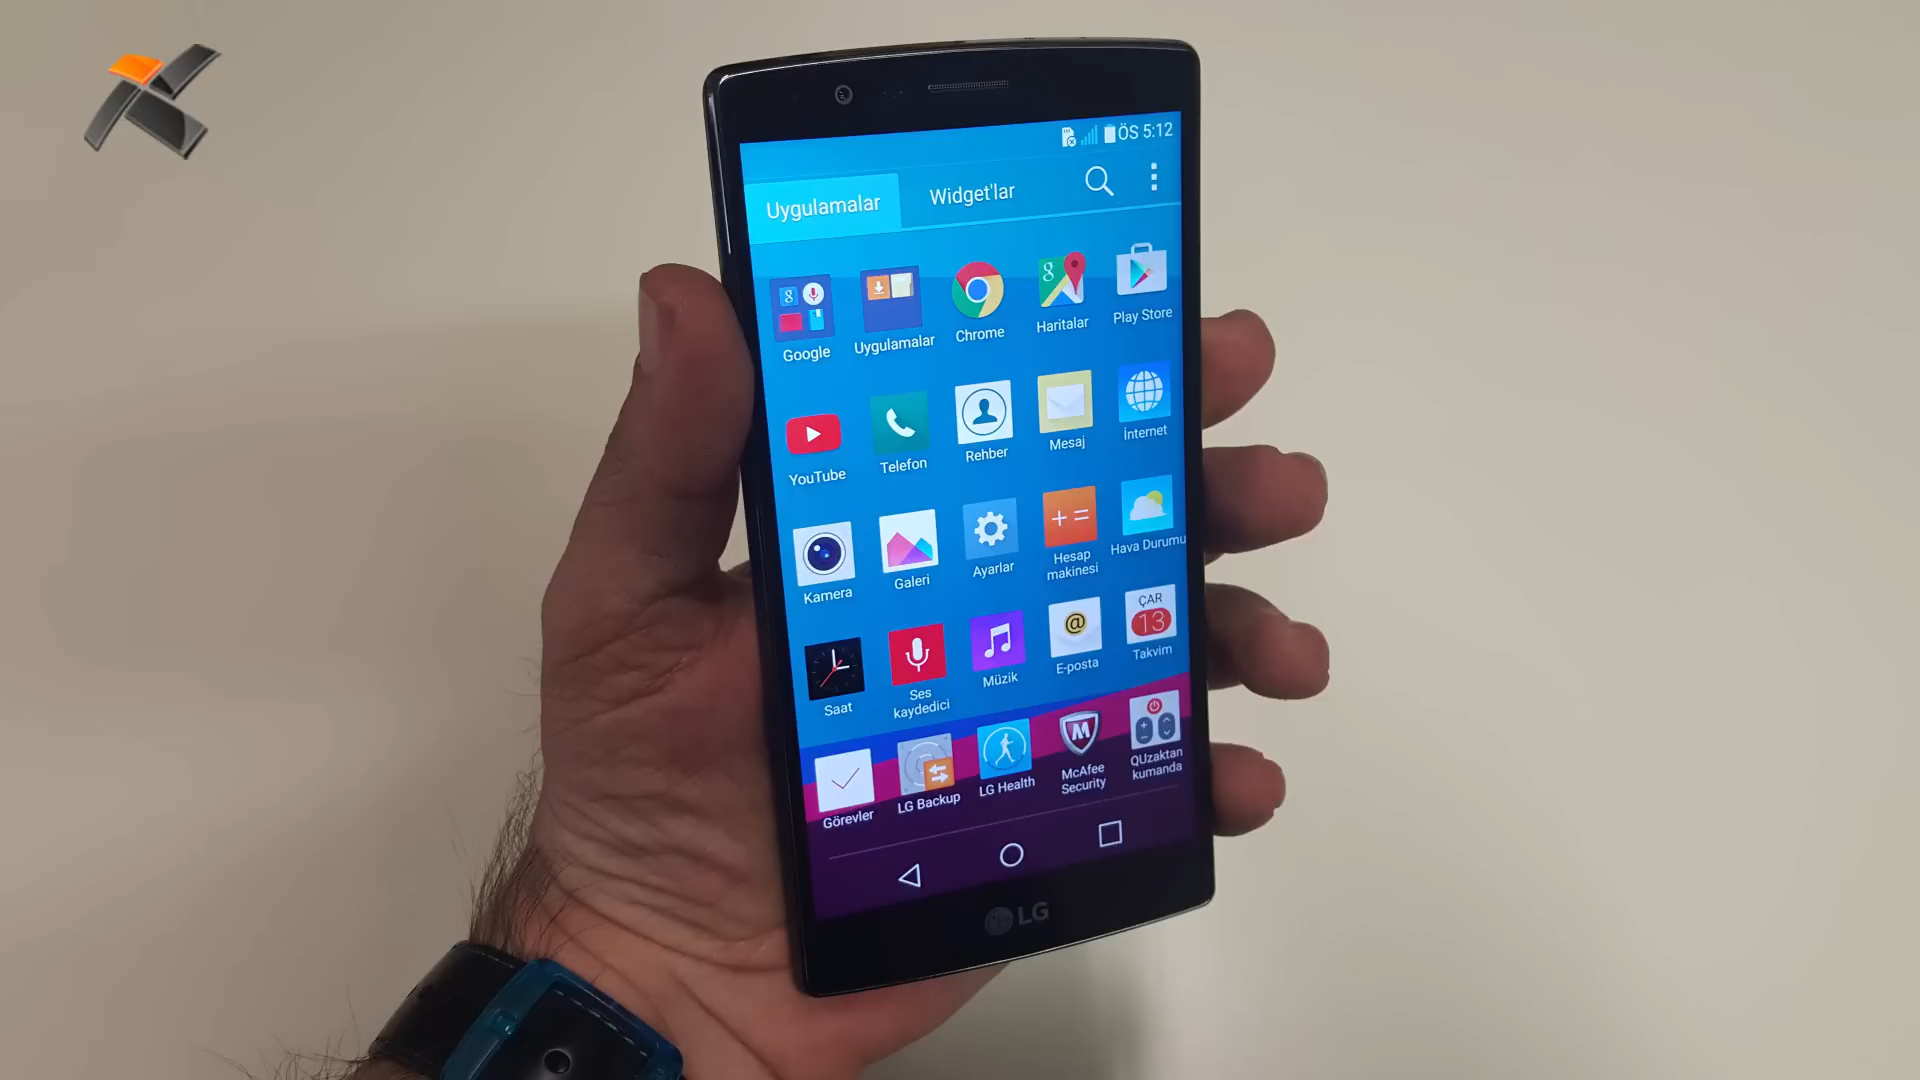 ÖS 5:12
Uygulamalar
Widget'lar
Google
Uygulamalar
Chrome
Haritalar
Play Store
YouTube
Telefon
Rehber
Mesaj
İnternet
Kamera
Galeri
Ayarlar
Hesap
makinesi
Hava Durumu
ÇAR
13
Saat
Ses
kaydedici
Müzik
E-posta
Takvim
Görevler
LG Backup
LG Health
McAfee
Security
QUzaktan
kumanda
LG